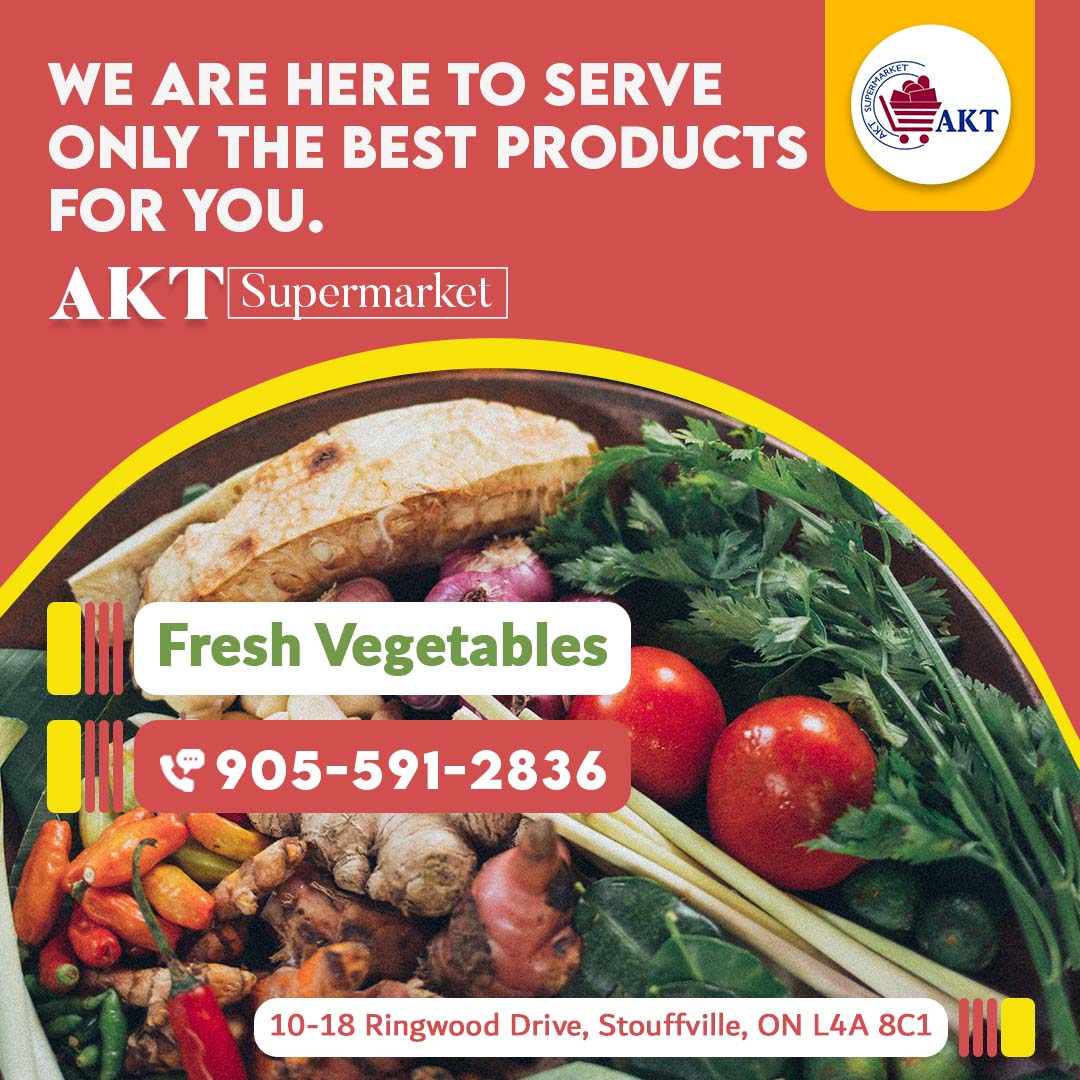 WE ARE HERE TO SERVE
ONLY THE BEST PRODUCTS
FOR YOU.
AKT SUPERMARKET
AKT
AKT Supermarket
Fresh Vegetables
905-591-2836
10-18 Ringwood Drive, Stouffville, ON L4A 8C1